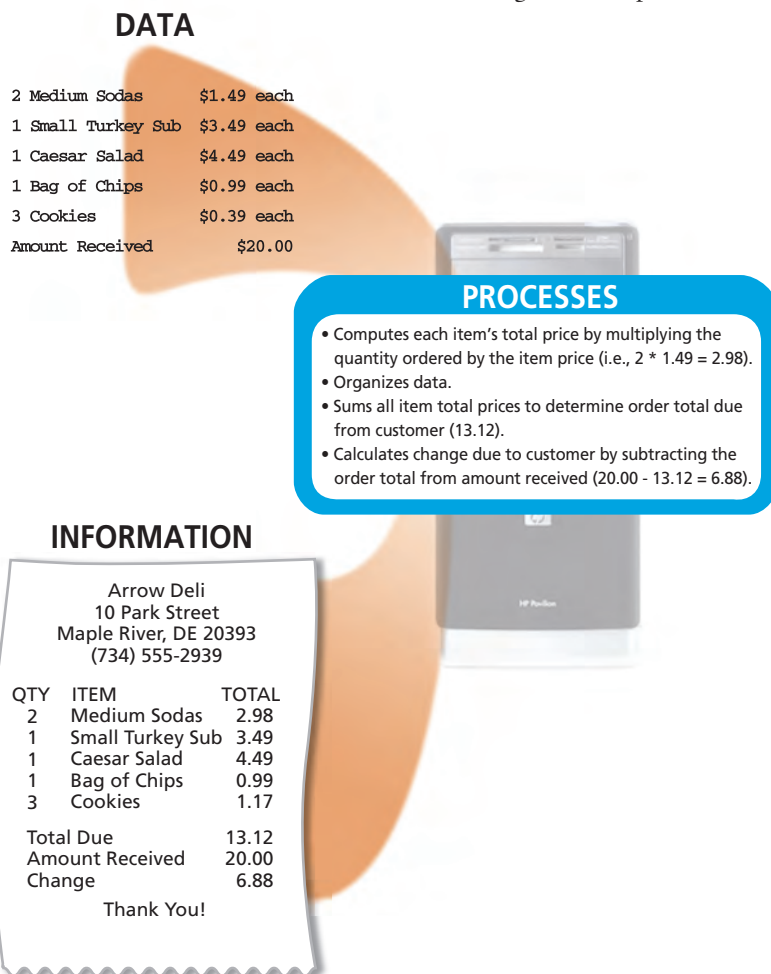 DATA
2 Medium Sodas $1.49 each
1 Small Turkey Sub $3.49 each
1 Caesar Salad $4.49 each
1 Bag of Chips $0.99 each
3 Cookies $0.39 each
Amount Received $20.00
PROCESSES
• Computes each item's total price by multiplying the
quantity ordered by the item price (i.e., 2 * 1.49 = 2.98).
• Organizes data.
• Sums all item total prices to determine order total due
from customer (13.12).
• Calculates change due to customer by subtracting the
order total from amount received (20.00 - 13.12 = 6.88).
hp
HP Pavilion
INFORMATION
Arrow Deli
10 Park Street
Maple River, DE 20393
(734) 555-2939
QTY ITEM TOTAL
2 Medium Sodas 2.98
1 Small Turkey Sub 3.49
1 Caesar Salad 4.49
1 Bag of Chips 0.99
3 Cookies 1.17
Total Due 13.12
Amount Received 20.00
Change 6.88
Thank You!